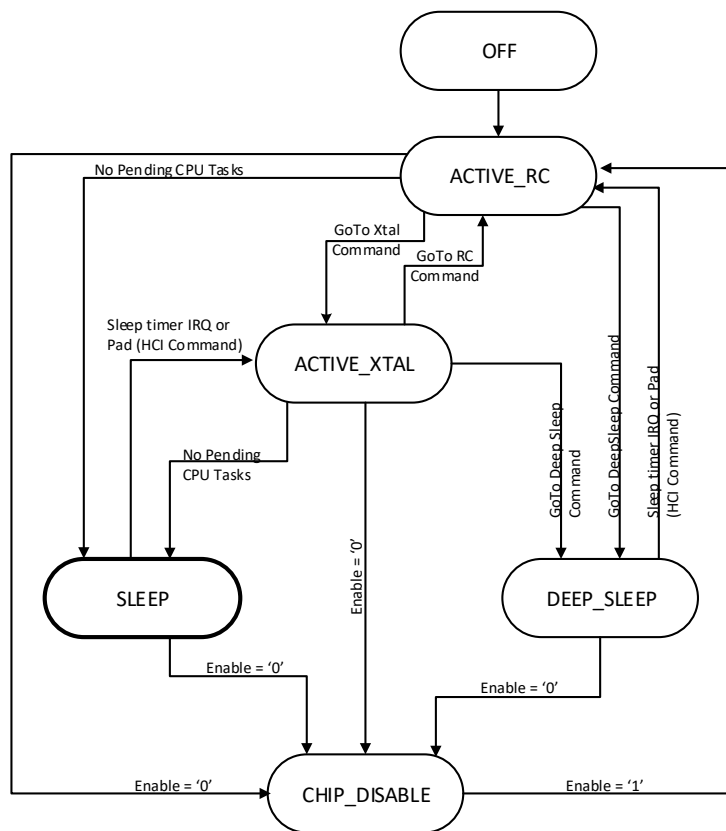 OFF
ACTIVE_RC
No Pending CPU Tasks
GoTo Xtal
Command
GoTo RC
Command
Sleep timer IRQ or
Pad (HCI Command)
ACTIVE_XTAL
No Pending
CPU Tasks
GoTo Deep Sleep
Command
GoTo DeepSleep Command
Sleep timer IRQ or Pad
(HCI Command)
Enable = ‘0’
SLEEP
DEEP_SLEEP
Enable = ‘0’
Enable = ‘0’
Enable = ‘0’
CHIP_DISABLE
Enable = ‘1’